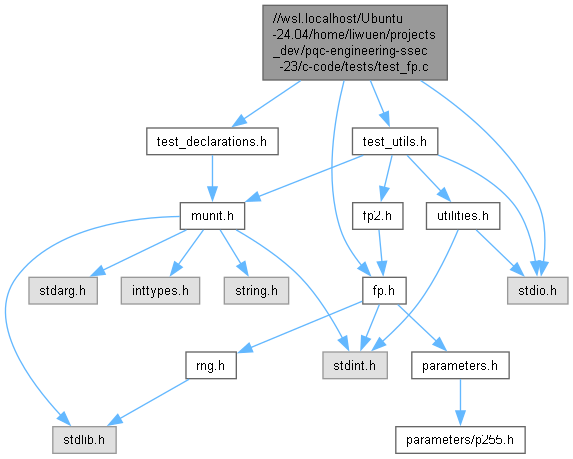 //wsl.localhost/Ubuntu
-24.04/home/liwuen/projects
_dev/pqc-engineering-ssec
-23/c-code/tests/test_fp.c
test_declarations.h
test_utils.h
munit.h
fp2.h
utilities.h
stdarg.h
inttypes.h
string.h
fp.h
stdio.h
rng.h
stdint.h
parameters.h
stdlib.h
parameters/p255.h